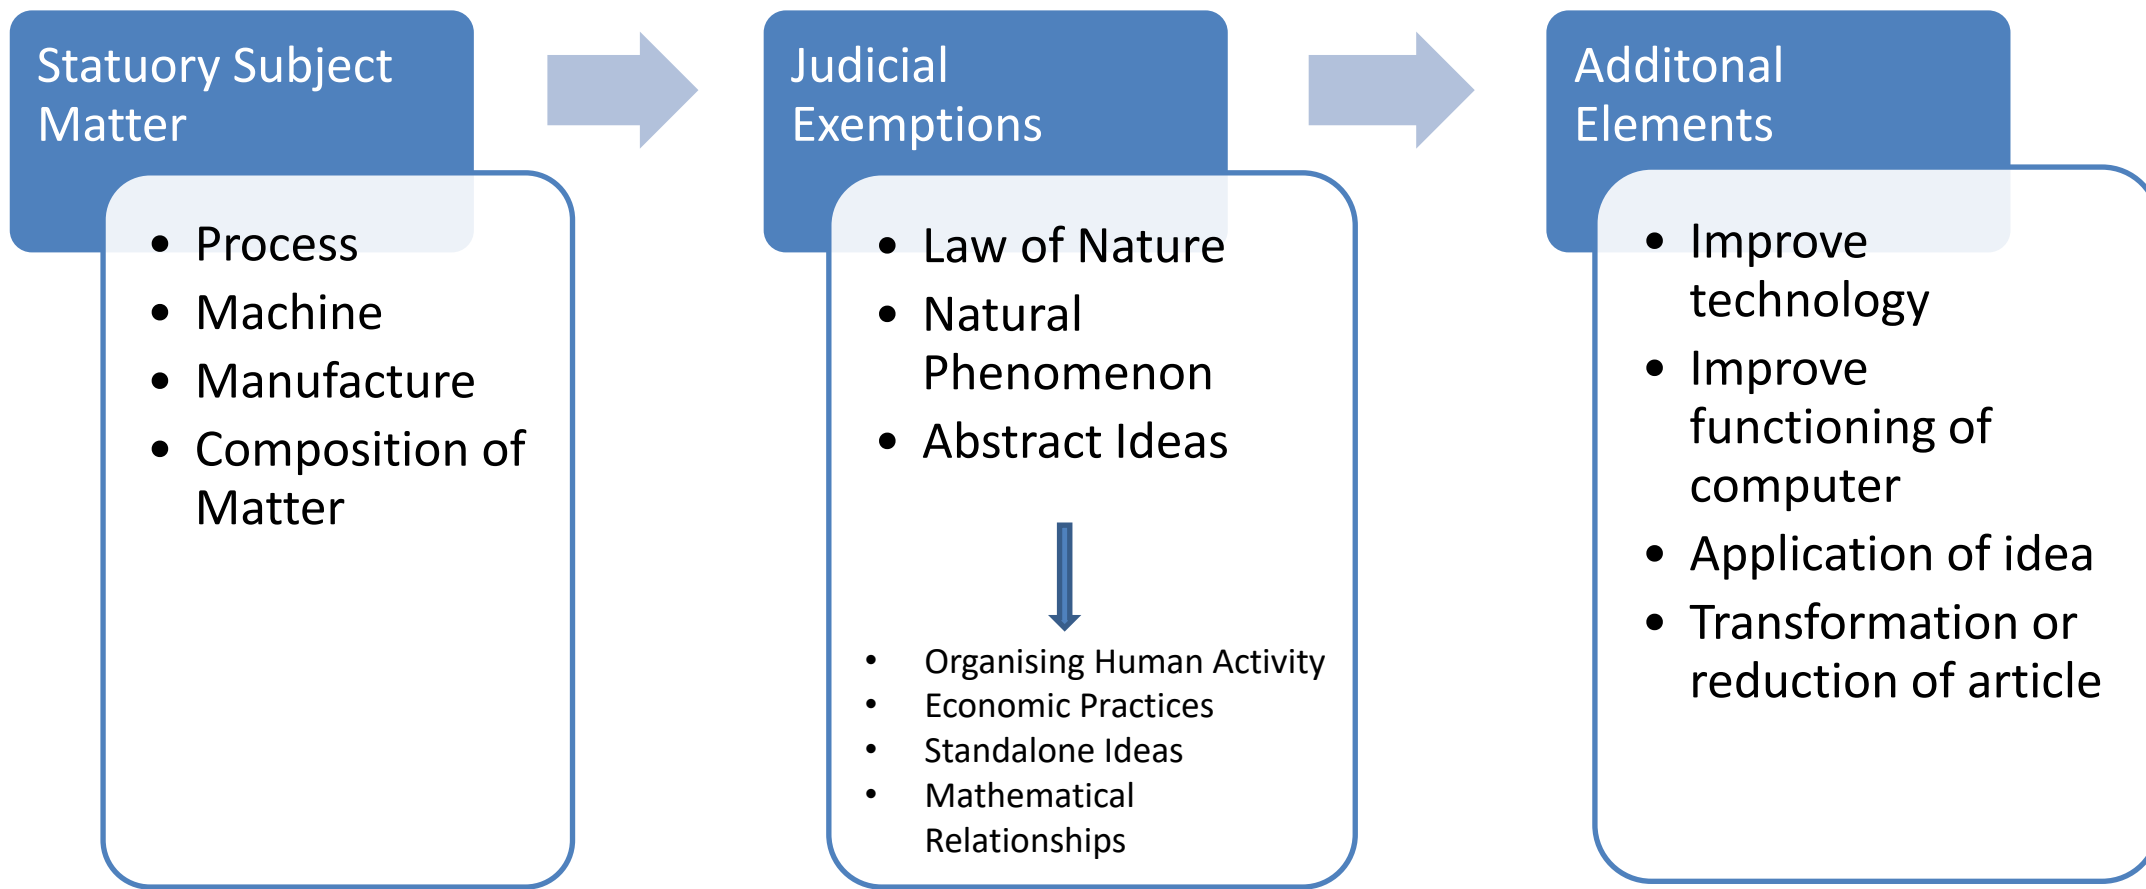 Statuory Subject
Matter
• Process
• Machine
• Manufacture
• Composition of
Matter
Judicial
Exemptions
• Law of Nature
• Natural
Phenomenon
• Abstract Ideas
• Organising Human Activity
• Economic Practices
• Standalone Ideas
• Mathematical
Relationships
Additonal
Elements
• Improve
technology
• Improve
functioning of
computer
• Application of idea
• Transformation or
reduction of article